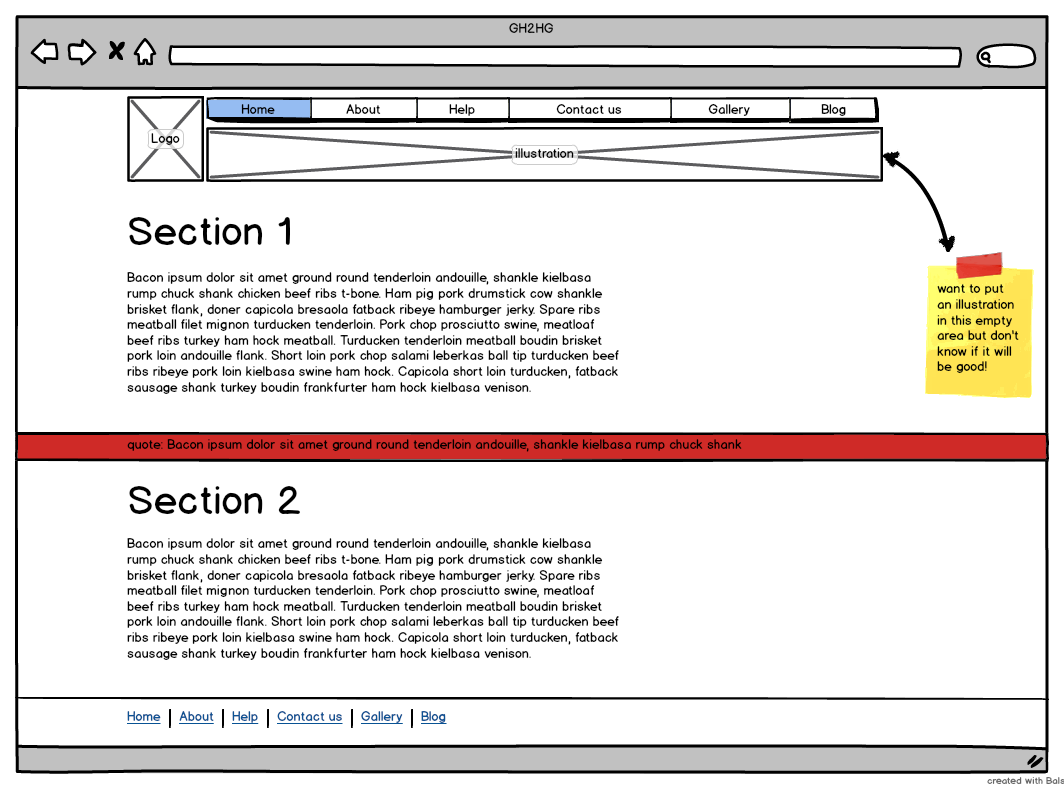 GH2HG
Home About Help Contact us Gallery Blog
Logo
illustration
Section 1
Bacon ipsum dolor sit amet ground round tenderloin andouille, shankle kielbasa
rump chuck shank chicken beef ribs t-bone. Ham pig pork drumstick cow shankle
brisket flank, doner capicola bresaola fatback ribeye hamburger jerky. Spare ribs
meatball filet mignon turducken tenderloin. Pork chop prosciutto swine, meatloaf
beef ribs turkey ham hock meatball. Turducken tenderloin meatball boudin brisket
pork loin andouille flank. Short loin pork chop salami leberkas ball tip turducken beef
ribs ribeye pork loin kielbasa swine ham hock. Capicola short loin turducken, fatback
sausage shank turkey boudin frankfurter ham hock kielbasa venison.
want to put
an illustration
in this empty
area but don't
know if it will
be good!
quote: Bacon ipsum dolor sit amet ground round tenderloin andouille, shankle kielbasa rump chuck shank
Section 2
Bacon ipsum dolor sit amet ground round tenderloin andouille, shankle kielbasa
rump chuck shank chicken beef ribs t-bone. Ham pig pork drumstick cow shankle
brisket flank, doner capicola bresaola fatback ribeye hamburger jerky. Spare ribs
meatball filet mignon turducken tenderloin. Pork chop prosciutto swine, meatloaf
beef ribs turkey ham hock meatball. Turducken tenderloin meatball boudin brisket
pork loin andouille flank. Short loin pork chop salami leberkas ball tip turducken beef
ribs ribeye pork loin kielbasa swine ham hock. Capicola short loin turducken, fatback
sausage shank turkey boudin frankfurter ham hock kielbasa venison.
Home | About | Help | Contact us | Gallery | Blog
created with Bals